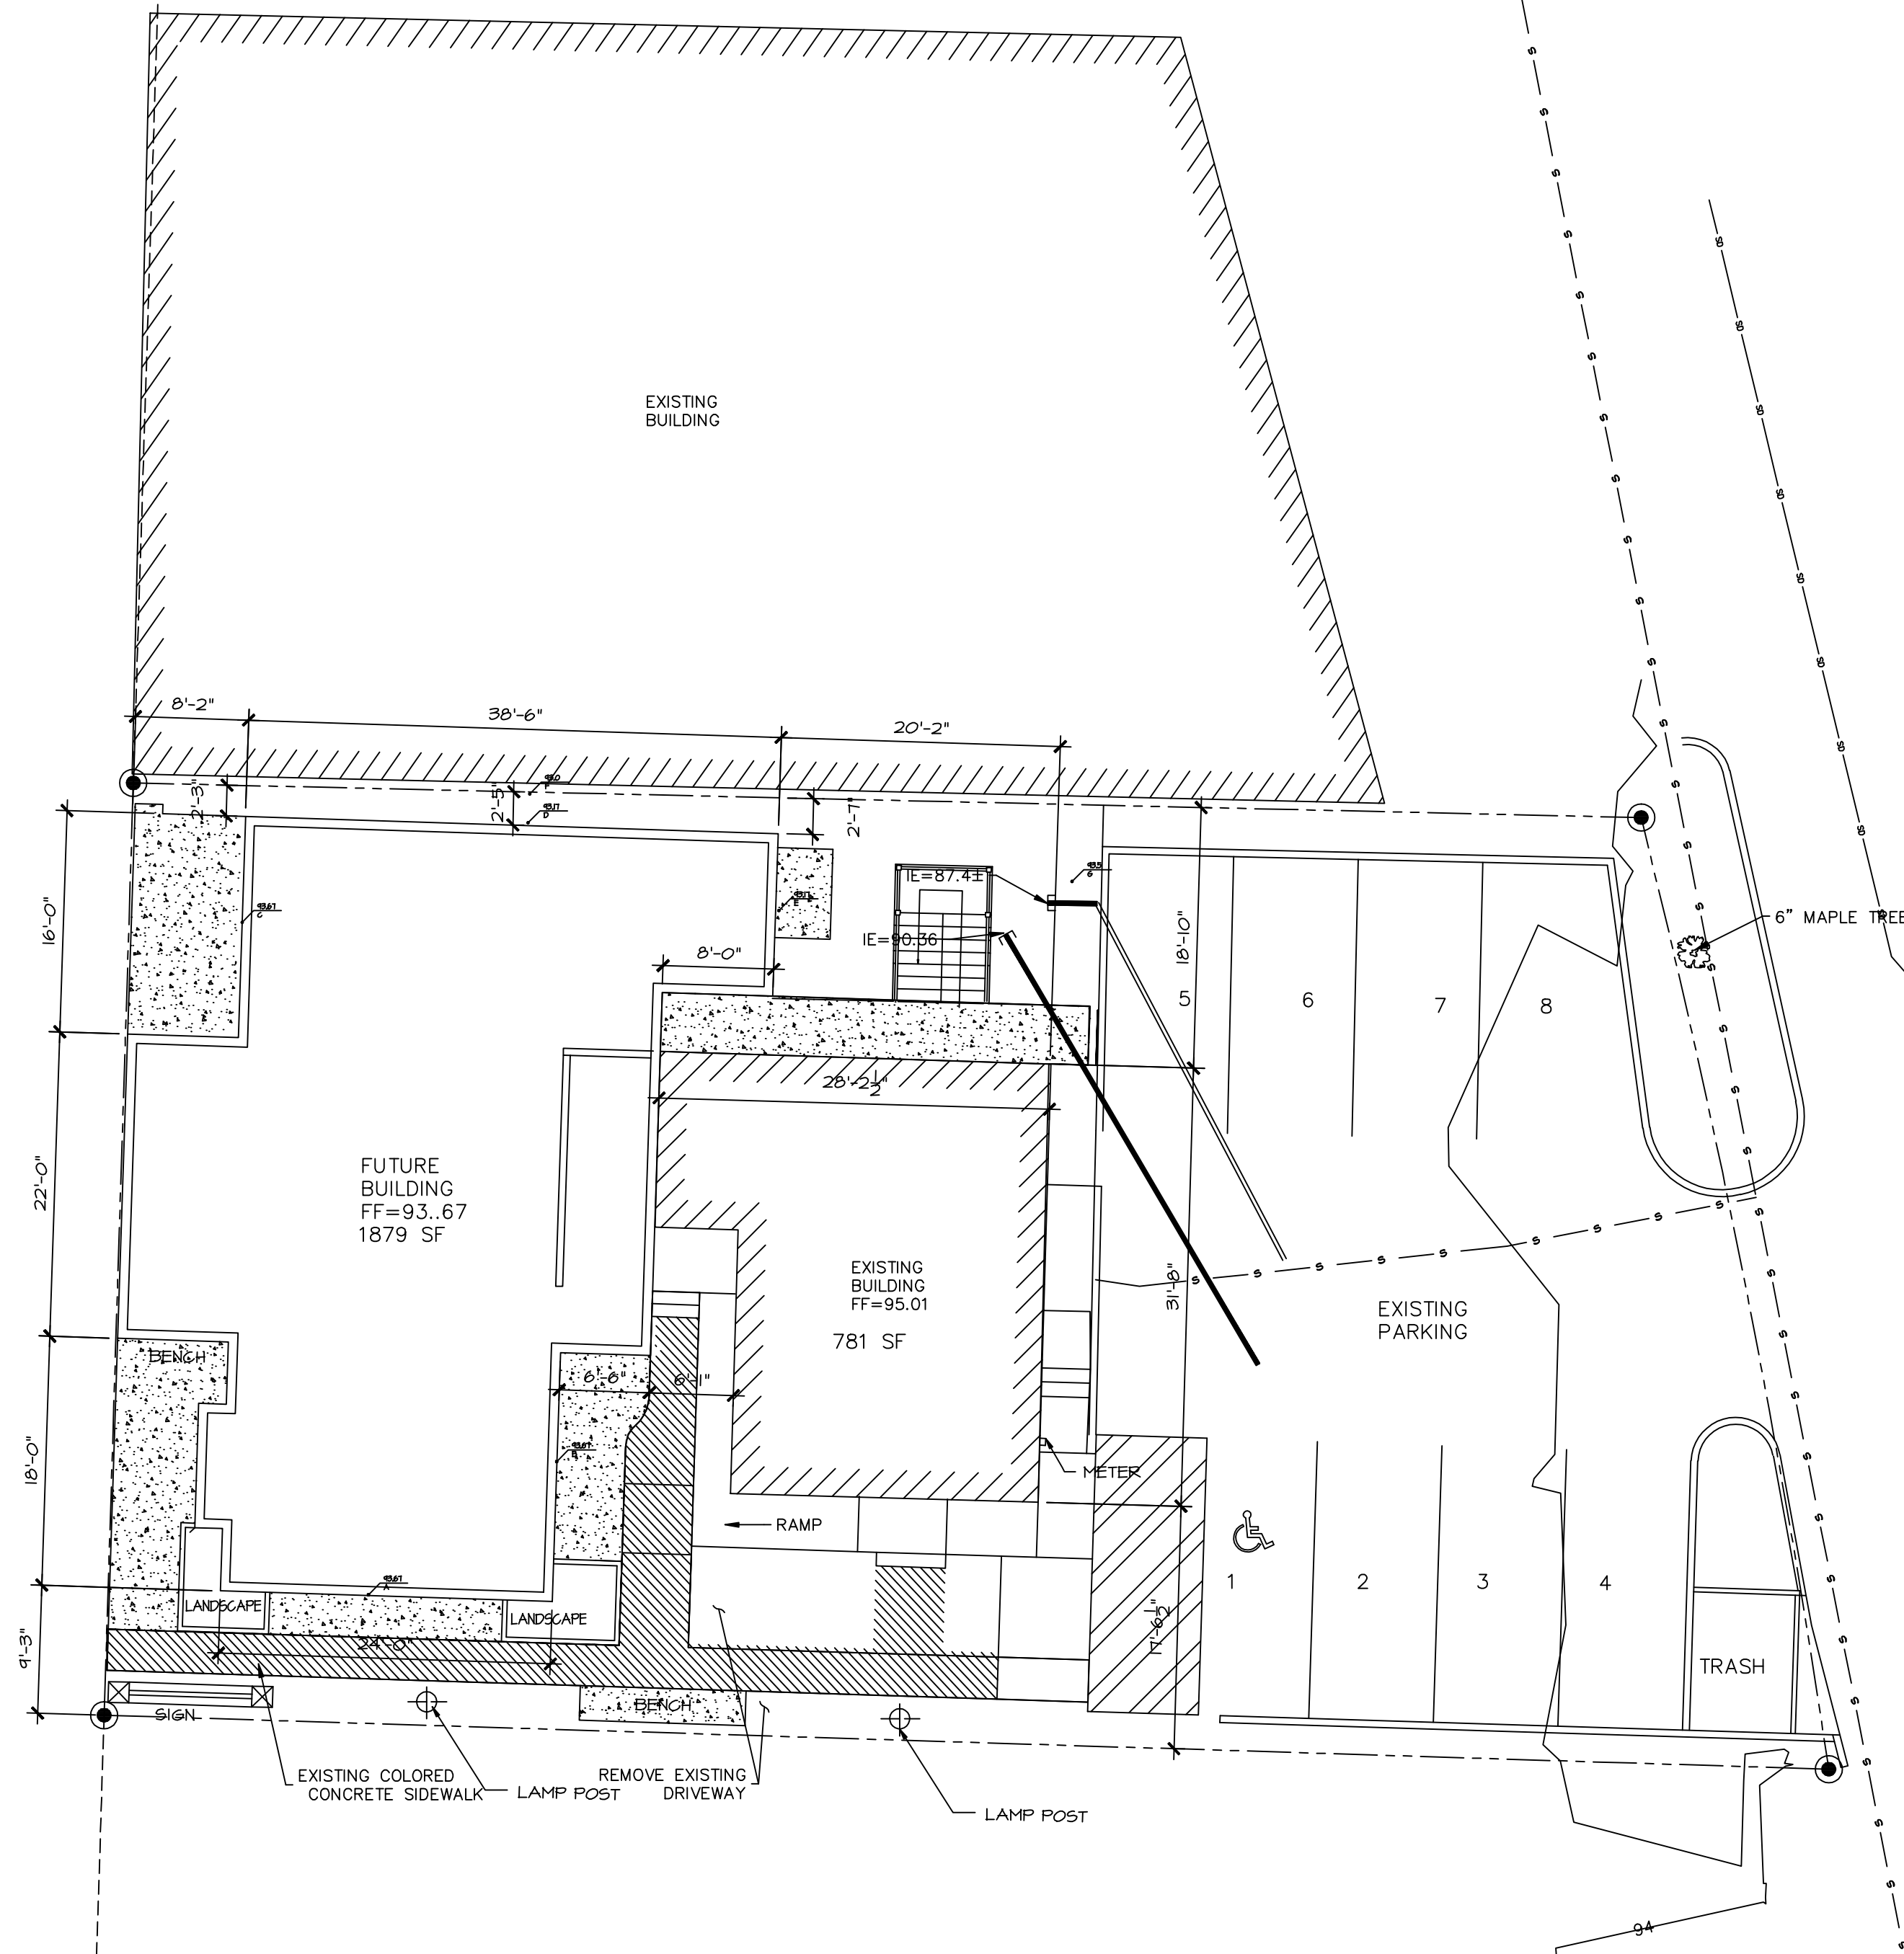 EXISTING
BUILDING
8'-2"
38'-6"
20'-2"
2'-3"
2'-5"
2'-7"
16'-0"
22'-0"
18'-0"
9'-3"
IE=87.4±
IE=90.36
8'-0"
18'-10"
5
6
7
8
6" MAPLE TREE
28'-2 1/2"
FUTURE
BUILDING
FF=93..67
1879 SF
EXISTING
BUILDING
FF=95.01
781 SF
31'-8"
EXISTING
PARKING
BENCH
6'-6"
6'-1"
METER
RAMP
1
2
3
4
LANDSCAPE
LANDSCAPE
24'-0"
17'-6 1/2"
TRASH
SIGN
BENCH
EXISTING COLORED
CONCRETE SIDEWALK
LAMP POST
REMOVE EXISTING
DRIVEWAY
LAMP POST
94